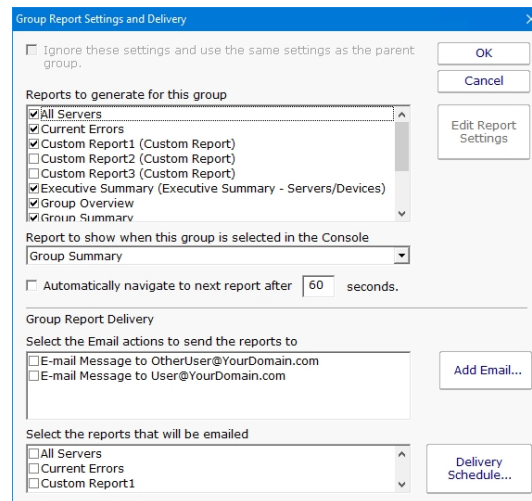 Group Report Settings and Delivery
Ignore these settings and use the same settings as the parent
group.
OK
Cancel
Reports to generate for this group
All Servers
Current Errors
Custom Report1 (Custom Report)
Custom Report2 (Custom Report)
Custom Report3 (Custom Report)
Executive Summary (Executive Summary - Servers/Devices)
Group Overview
Group Summary
Edit Report
Settings
Report to show when this group is selected in the Console
Group Summary
Automatically navigate to next report after 60 seconds.
Group Report Delivery
Select the Email actions to send the reports to
E-mail Message to OtherUser@YourDomain.com
E-mail Message to User@YourDomain.com
Add Email...
Select the reports that will be emailed
All Servers
Current Errors
Custom Report1
Delivery
Schedule...